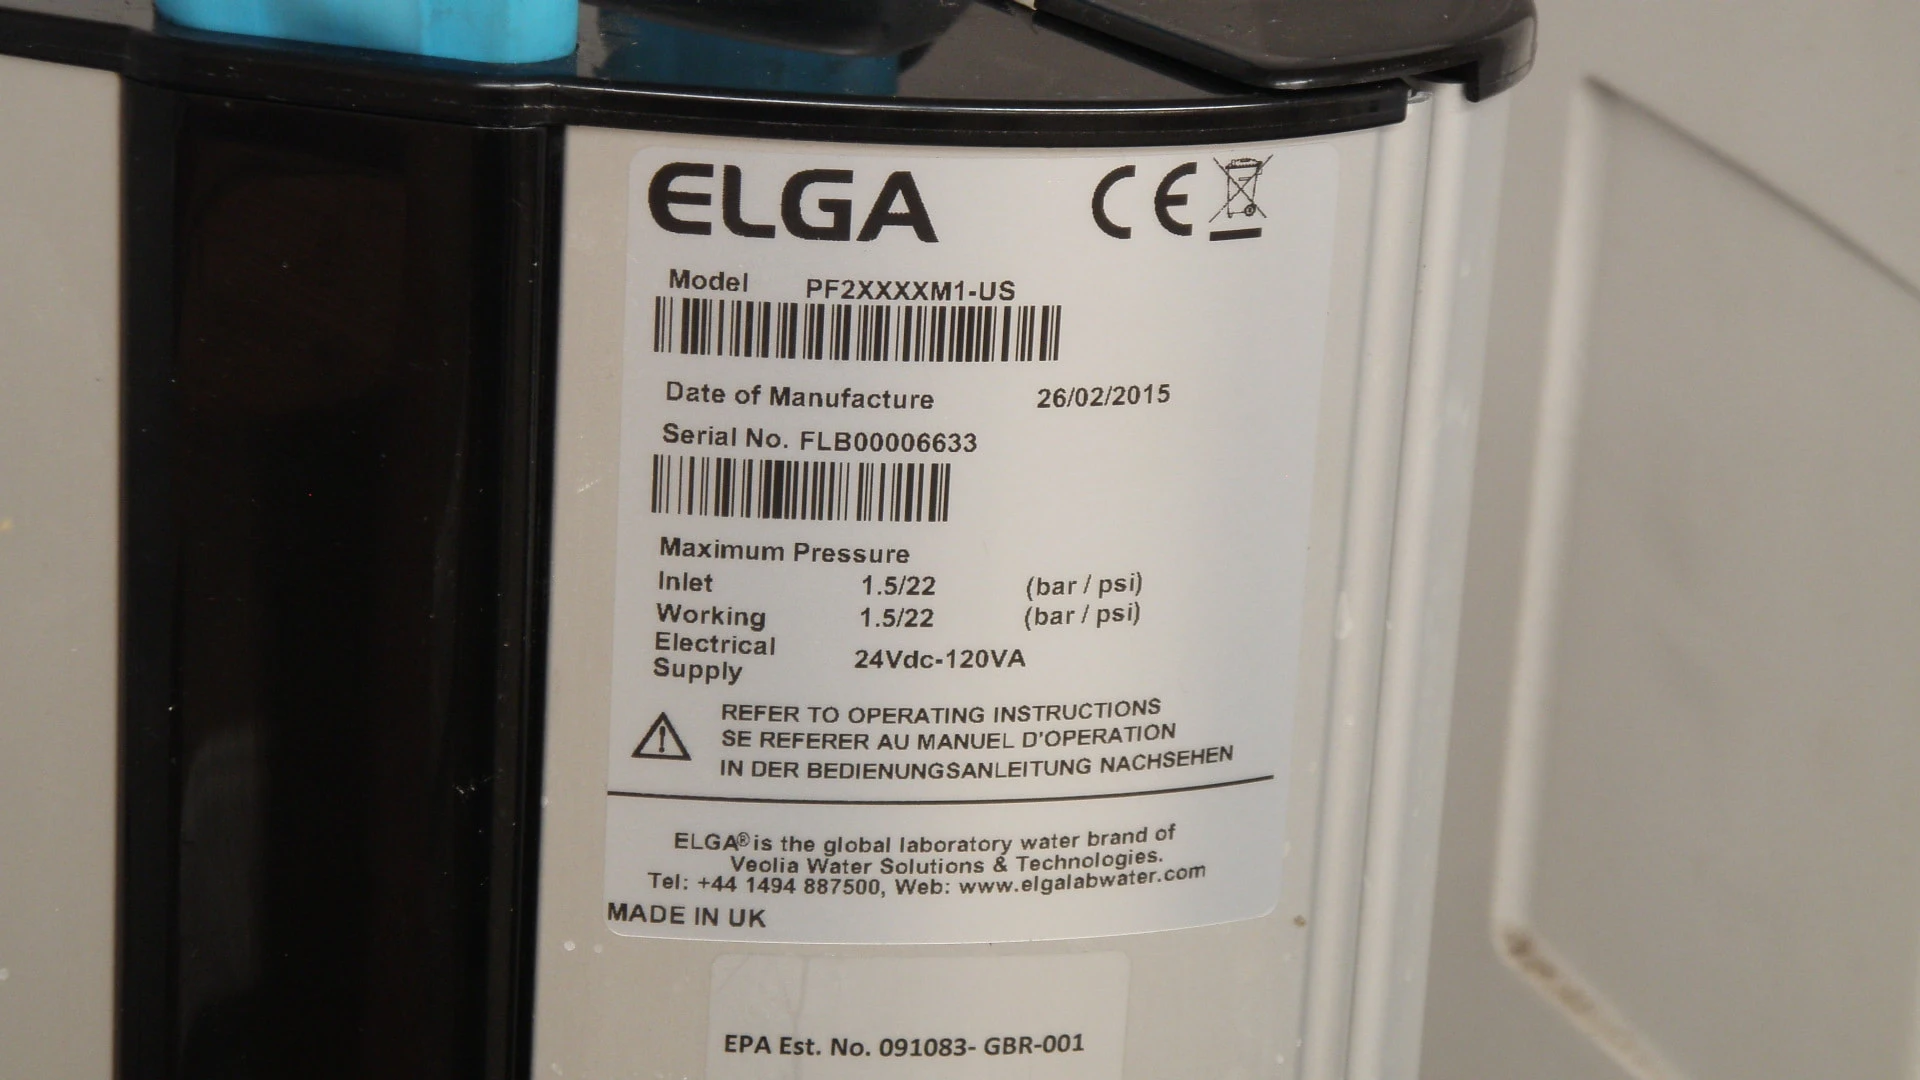 ELGA CE
Model PF2XXXXM1-US
Date of Manufacture 26/02/2015
Serial No. FLB00006633
Maximum Pressure
Inlet 1.5/22 (bar / psi)
Working 1.5/22 (bar / psi)
Electrical
Supply 24Vdc-120VA
REFER TO OPERATING INSTRUCTIONS
SE REFERER AU MANUEL D'OPERATION
IN DER BEDIENUNGSANLEITUNG NACHSEHEN
ELGA® is the global laboratory water brand of
Veolia Water Solutions & Technologies.
Tel: +44 1494 887500, Web: www.elgalabwater.com
MADE IN UK
EPA Est. No. 091083- GBR-001